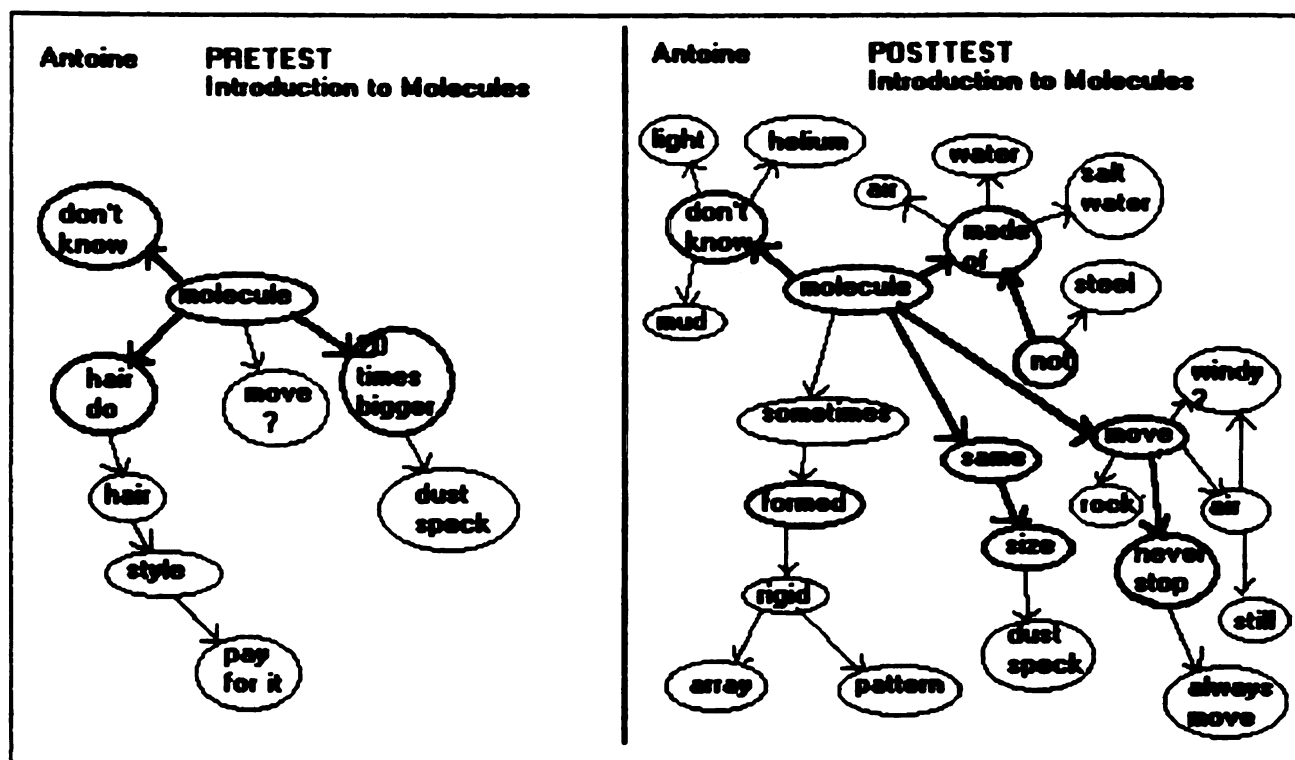 Antoine
PRETEST
Introduction to Molecules
don't
know
molecule
hair
do
move
?
times
bigger
hair
dust
speck
style
pay
for it
Antoine
POSTTEST
Introduction to Molecules
light
helium
water
air
salt
water
don't
know
made
of
molecule
steel
mud
not
windy
?
sometimes
move
same
formed
rock
air
size
never
stop
rigid
still
dust
speck
array
pattern
always
move